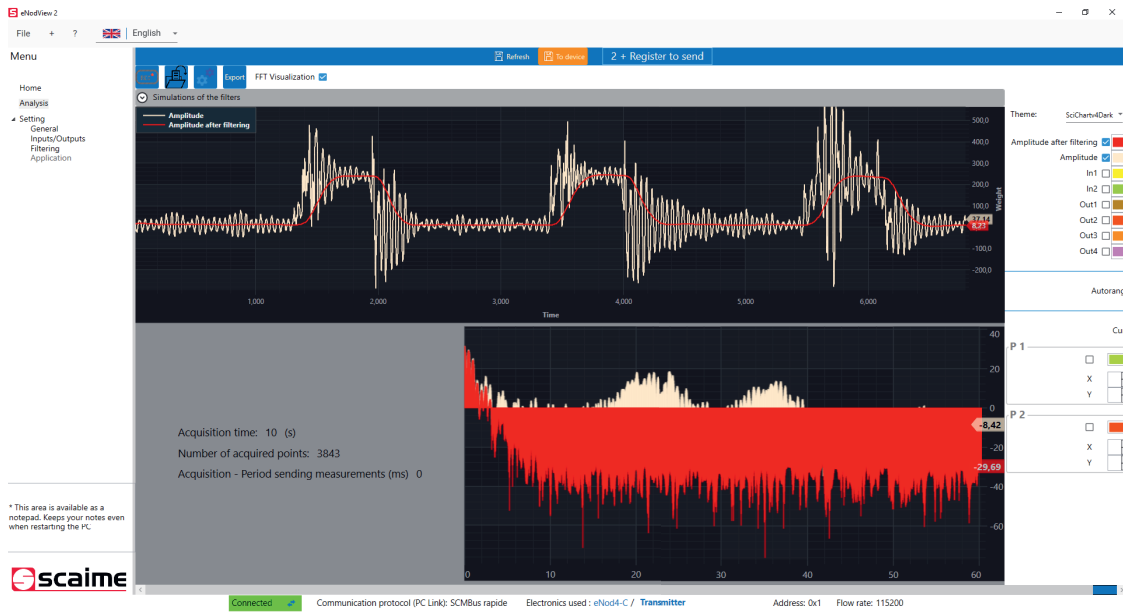 eNodView 2
File + ? English
Menu
Refresh To device 2 + Register to send
Export FFT Visualization
Simulations of the filters
Home
Analysis
Setting
General
Inputs/Outputs
Filtering
Application
Amplitude
Amplitude after filtering
500,0
400,0
300,0
200,0
100,0
37,14
8,23
-100,0
-200,0
Weight
1,000 2,000 3,000 4,000 5,000 6,000
Time
Theme: SciChartv4Dark
Amplitude after filtering
Amplitude
In1
In2
Out1
Out2
Out3
Out4
Autorang
Cu
P 1
X
Y
P 2
X
Y
40
20
0
-8,42
-20
-29,69
-40
-60
0 10 20 30 40 50 60
Acquisition time: 10 (s)
Number of acquired points: 3843
Acquisition - Period sending measurements (ms) 0
* This area is available as a
notepad. Keeps your notes even
when restarting the PC
scaime
Connected Communication protocol (PC Link): SCMBus rapide Electronics used : eNod4-C / Transmitter Address: 0x1 Flow rate: 115200